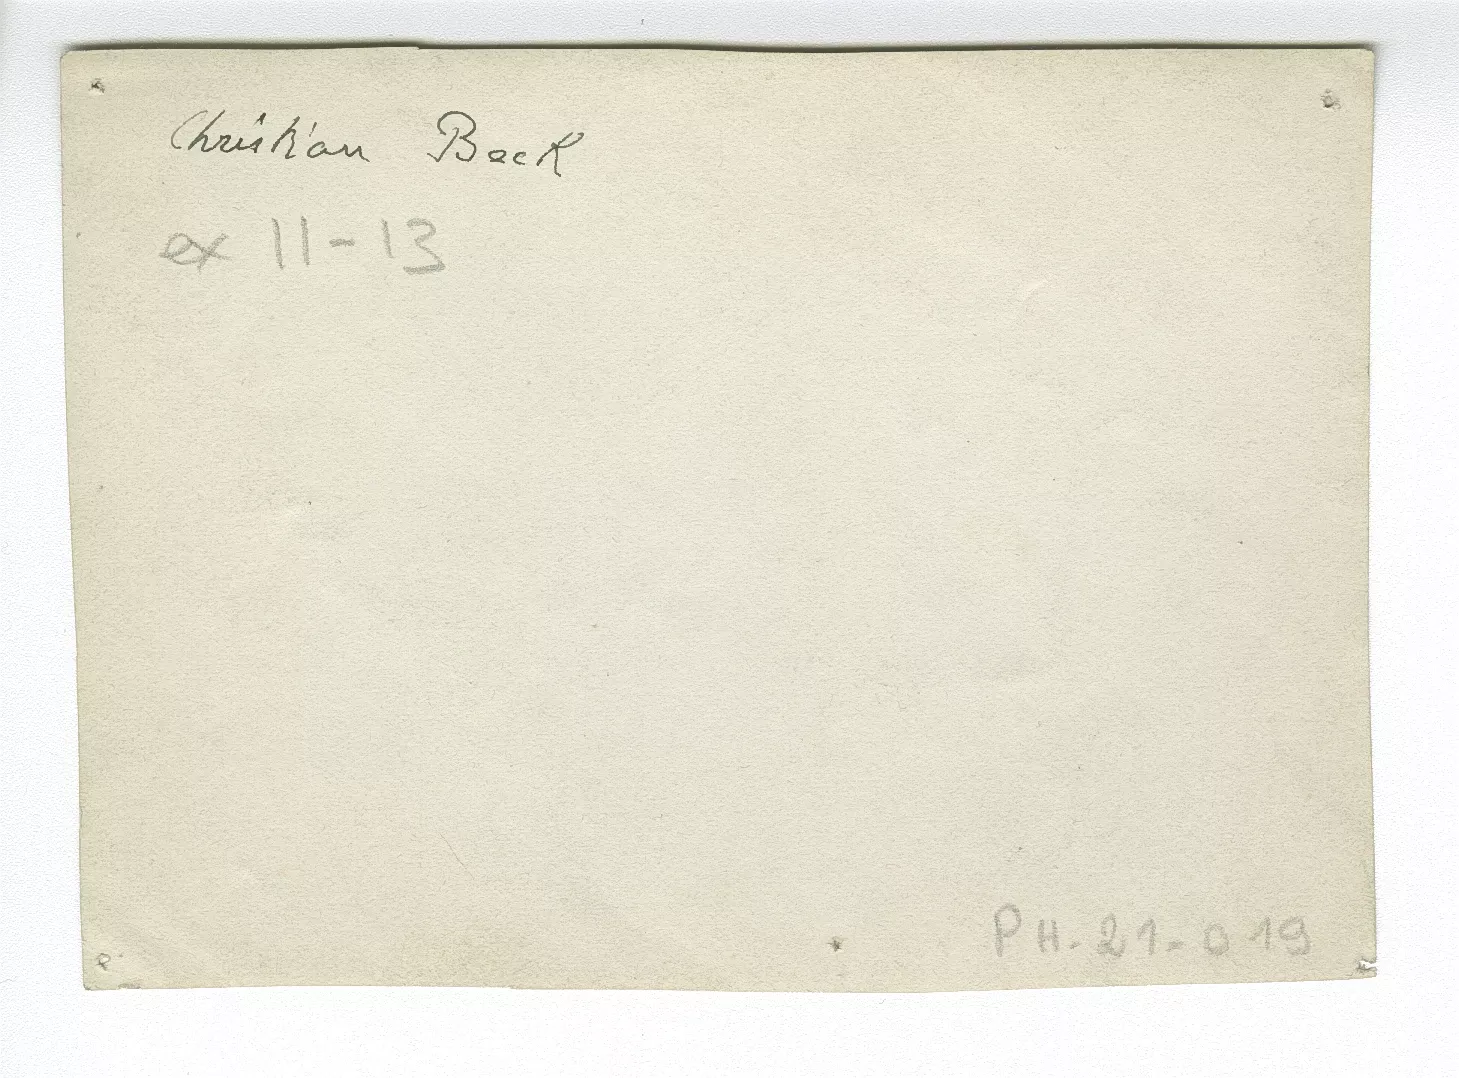 Christian Beck
ex 11-13
PH-21-019